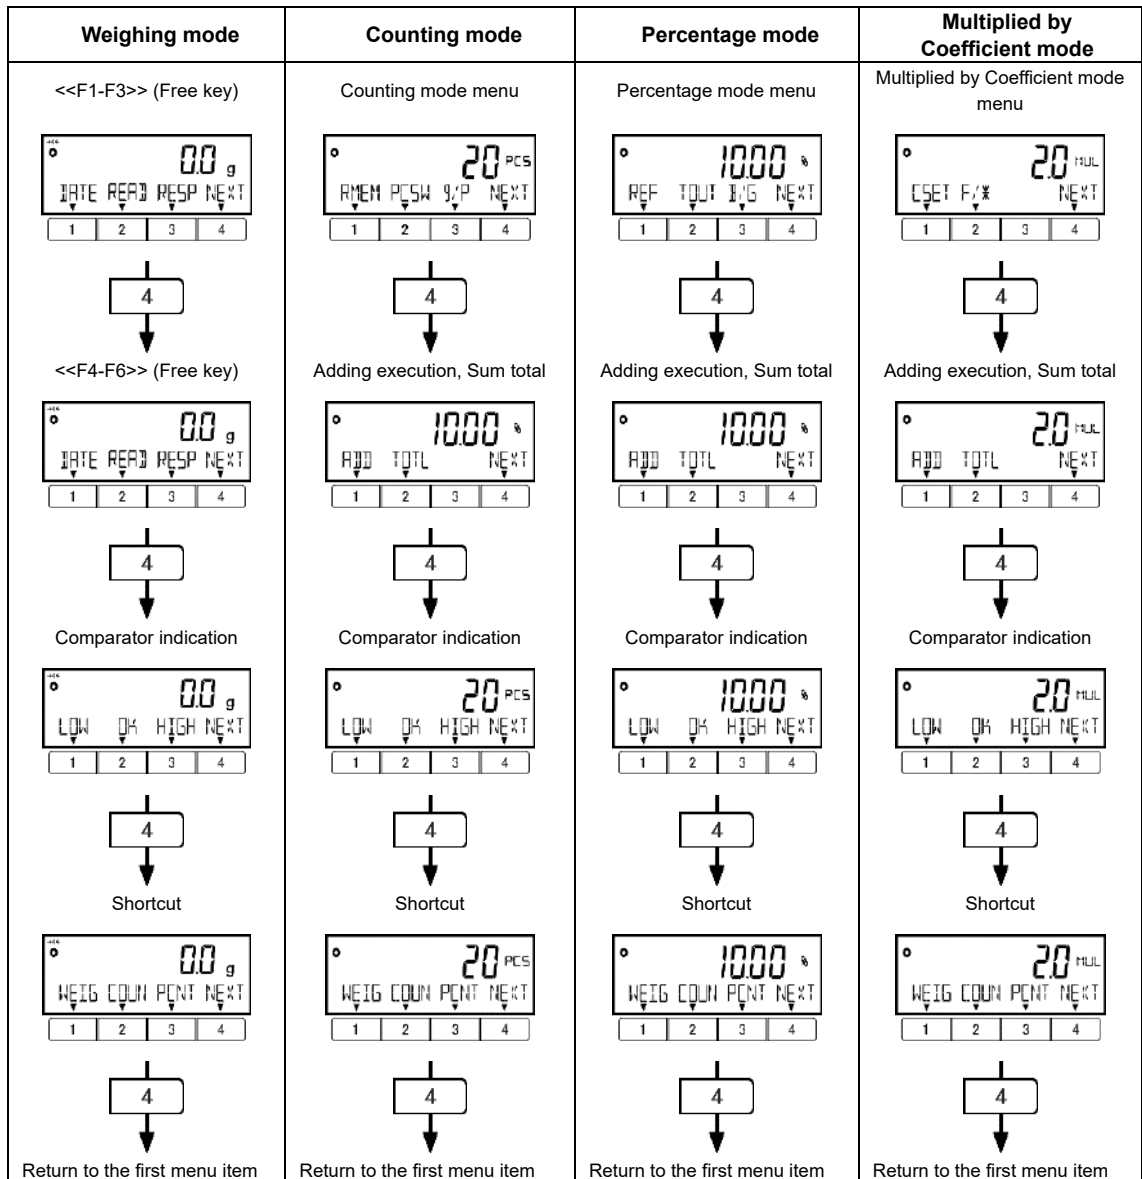 Weighing mode
Counting mode
Percentage mode
Multiplied by
Coefficient mode
<<F1-F3>> (Free key)
Counting mode menu
Percentage mode menu
Multiplied by Coefficient mode
menu
0.0 g
DATE READ RESP NEXT
1 2 3 4
20 PCS
RMEM PCSW g/P NEXT
1 2 3 4
10.00 %
REF TOUT B/G NEXT
1 2 3 4
2.0 MUL
CSET F/* NEXT
1 2 3 4
4
4
4
4
<<F4-F6>> (Free key)
Adding execution, Sum total
Adding execution, Sum total
Adding execution, Sum total
0.0 g
DATE READ RESP NEXT
1 2 3 4
10.00 %
ADD TOTL NEXT
1 2 3 4
10.00 %
ADD TOTL NEXT
1 2 3 4
2.0 MUL
ADD TOTL NEXT
1 2 3 4
4
4
4
4
Comparator indication
Comparator indication
Comparator indication
Comparator indication
0.0 g
LOW OK HIGH NEXT
1 2 3 4
20 PCS
LOW OK HIGH NEXT
1 2 3 4
10.00 %
LOW OK HIGH NEXT
1 2 3 4
2.0 MUL
LOW OK HIGH NEXT
1 2 3 4
4
4
4
4
Shortcut
Shortcut
Shortcut
Shortcut
0.0 g
WEIG COUN PCNT NEXT
1 2 3 4
20 PCS
WEIG COUN PCNT NEXT
1 2 3 4
10.00 %
WEIG COUN PCNT NEXT
1 2 3 4
2.0 MUL
WEIG COUN PCNT NEXT
1 2 3 4
4
4
4
4
Return to the first menu item
Return to the first menu item
Return to the first menu item
Return to the first menu item